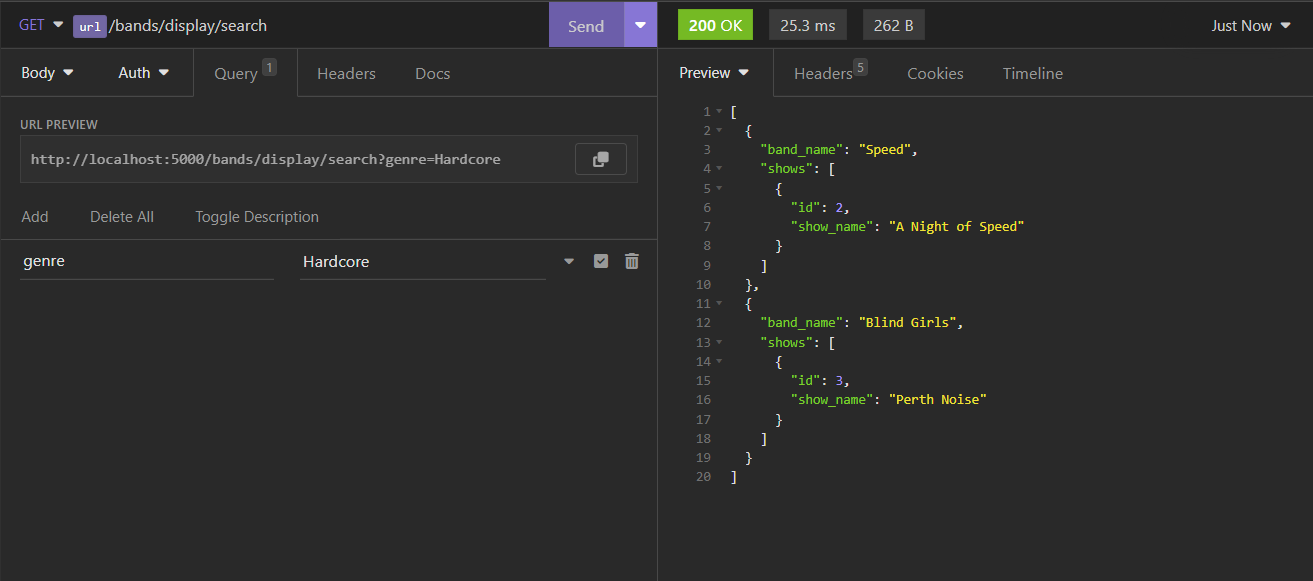 GET url /bands/display/search Send
Body Auth Query 1 Headers Docs
URL PREVIEW
http://localhost:5000/bands/display/search?genre=Hardcore
Add Delete All Toggle Description
genre Hardcore
200 OK 25.3 ms 262 B Just Now
Preview Headers 5 Cookies Timeline
1 [
2 {
3 "band_name": "Speed",
4 "shows": [
5 {
6 "id": 2,
7 "show_name": "A Night of Speed"
8 }
9 ]
10 },
11 {
12 "band_name": "Blind Girls",
13 "shows": [
14 {
15 "id": 3,
16 "show_name": "Perth Noise"
17 }
18 ]
19 }
20 ]